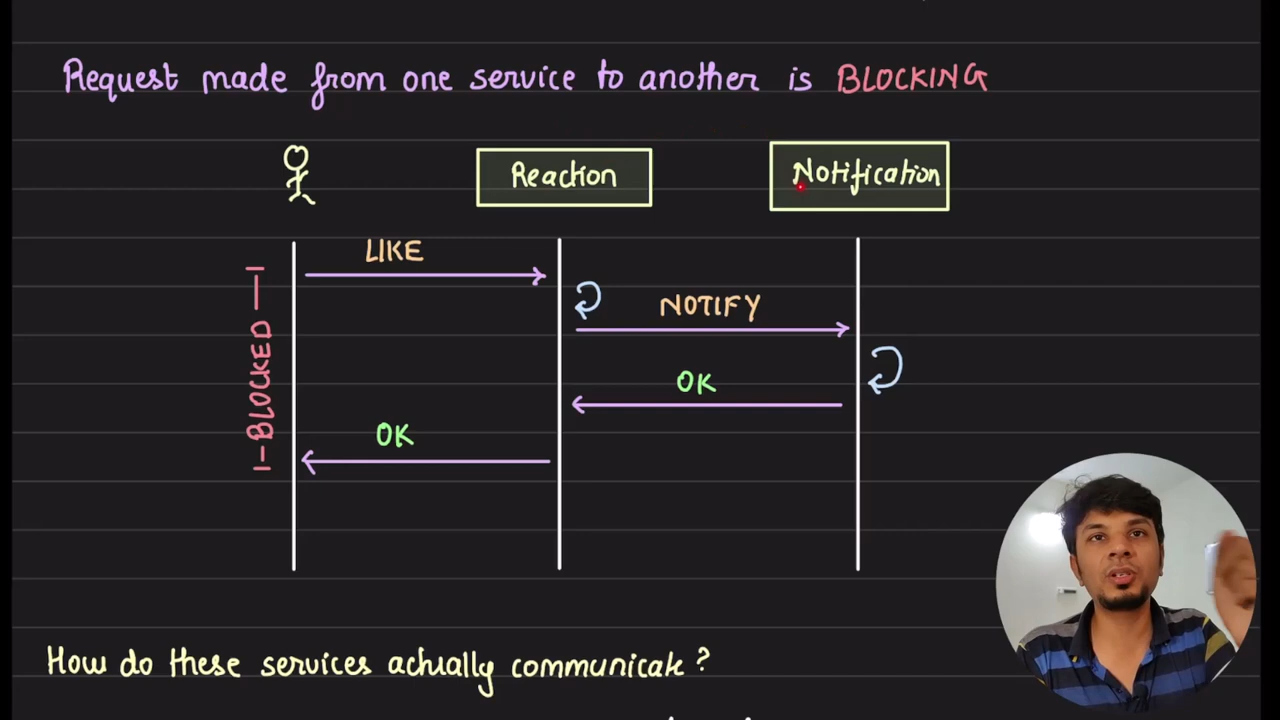 Request made from one service to another is BLOCKING
Reaction
Notification
LIKE
NOTIFY
BLOCKED
OK
OK
How do these services actually communicate?